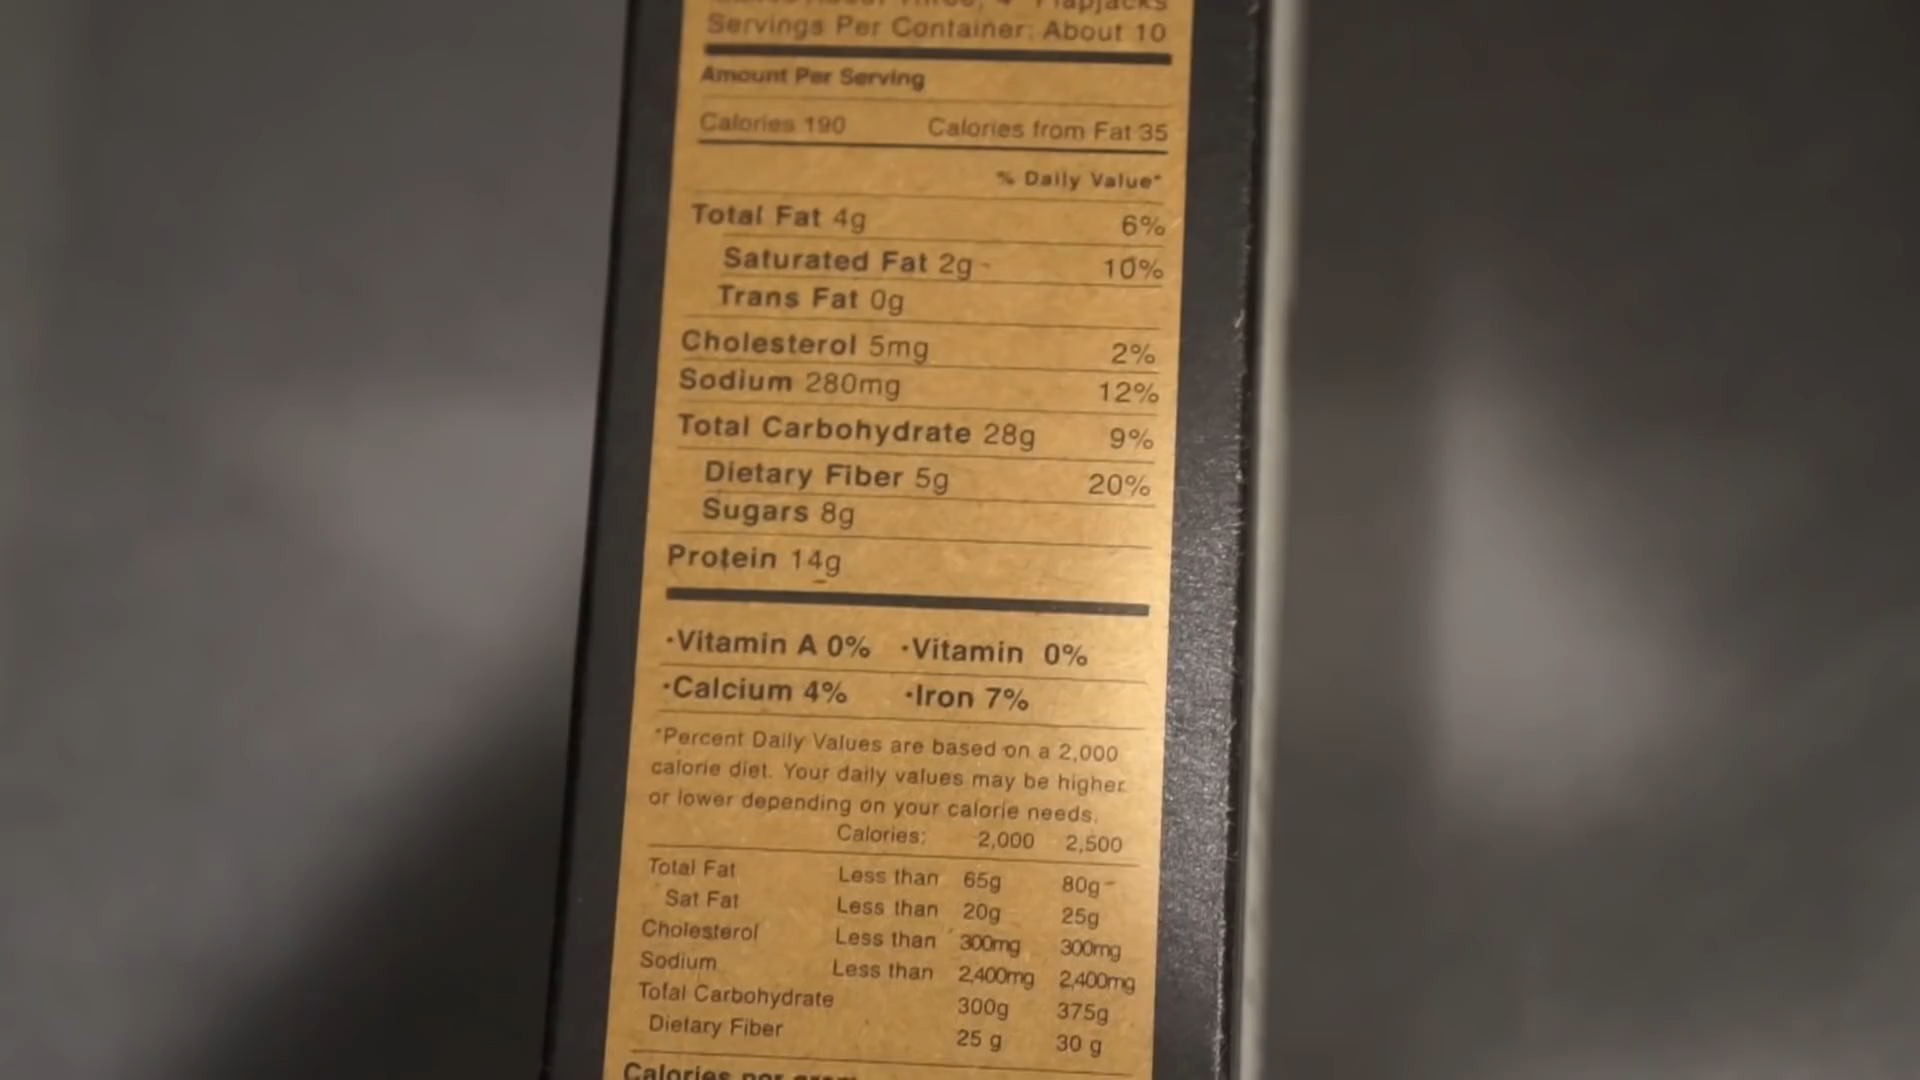 Flapjacks
Servings Per Container: About 10
Amount Per Serving
Calories 190 Calories from Fat 35
% Daily Value*
Total Fat 4g 6%
Saturated Fat 2g 10%
Trans Fat 0g
Cholesterol 5mg 2%
Sodium 280mg 12%
Total Carbohydrate 28g 9%
Dietary Fiber 5g 20%
Sugars 8g
Protein 14g
·Vitamin A 0% ·Vitamin 0%
·Calcium 4% ·Iron 7%
*Percent Daily Values are based on a 2,000
calorie diet. Your daily values may be higher
or lower depending on your calorie needs.
Calories: 2,000 2,500
Total Fat Less than 65g 80g
Sat Fat Less than 20g 25g
Cholesterol Less than 300mg 300mg
Sodium Less than 2,400mg 2,400mg
Total Carbohydrate 300g 375g
Dietary Fiber 25 g 30 g
Calories per gram